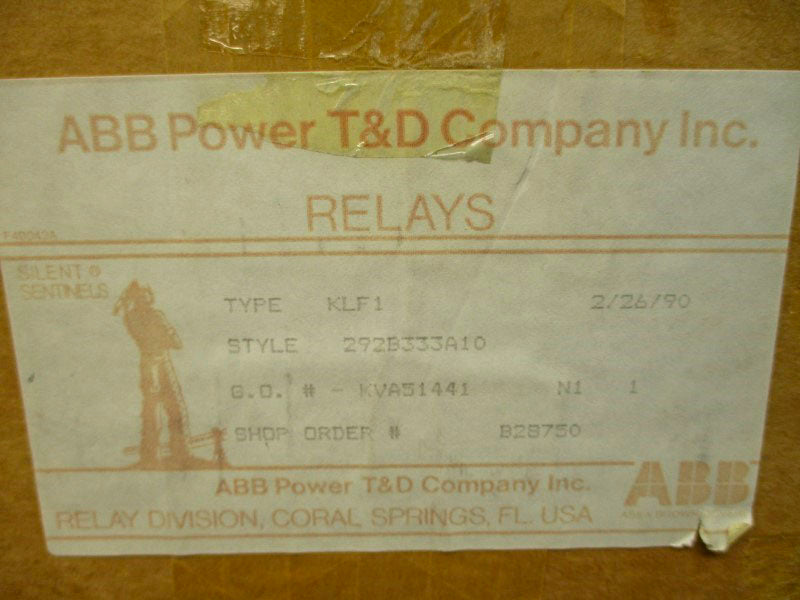 ABB Power T&D Company Inc.
RELAYS
F40042A
SILENT ®
SENTINELS
TYPE KLF1 2/26/90
STYLE 292B333A10
G.O. # - KVA51441 N1 1
SHOP ORDER # B28750
ABB Power T&D Company Inc.
ABB
RELAY DIVISION, CORAL SPRINGS, FL. USA